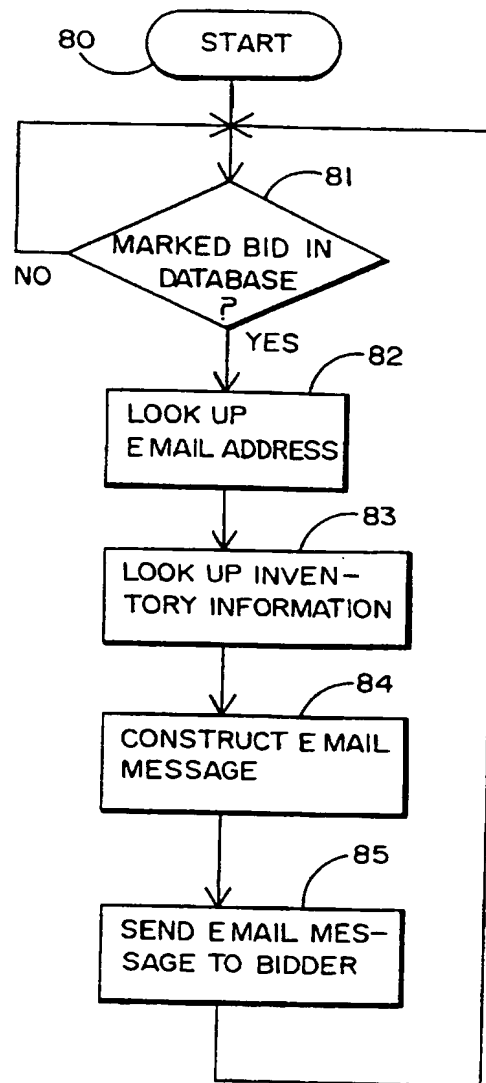 80
START
81
MARKED BID IN
DATABASE
?
NO
YES
82
LOOK UP
E MAIL ADDRESS
83
LOOK UP INVEN-
TORY INFORMATION
84
CONSTRUCT E MAIL
MESSAGE
85
SEND E MAIL MES-
SAGE TO BIDDER